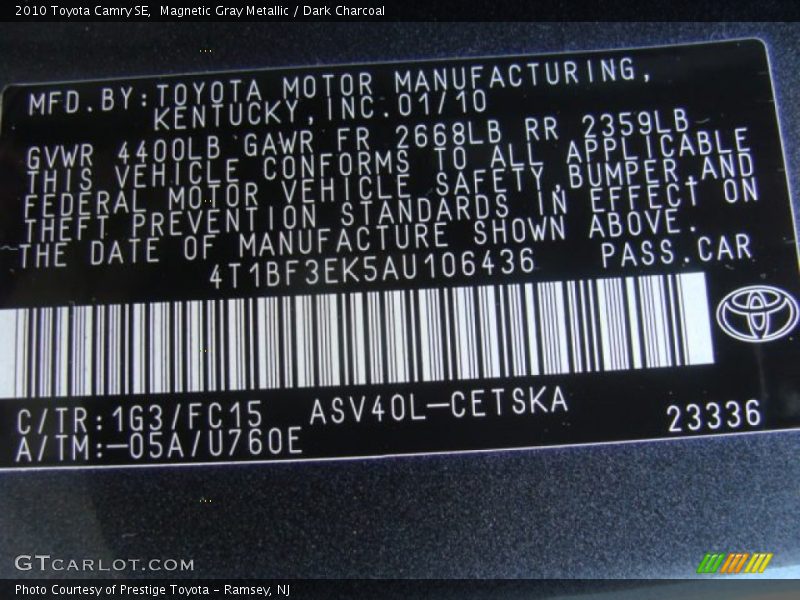 2010 Toyota Camry SE,  Magnetic Gray Metallic / Dark Charcoal
MFD.BY:TOYOTA MOTOR MANUFACTURING,
KENTUCKY,INC.01/10
GVWR 4400LB GAWR FR 2668LB RR 2359LB
THIS VEHICLE CONFORMS TO ALL APPLICABLE
FEDERAL MOTOR VEHICLE SAFETY,BUMPER,AND
THEFT PREVENTION STANDARDS IN EFFECT ON
THE DATE OF MANUFACTURE SHOWN ABOVE.
4T1BF3EK5AU106436 PASS.CAR
C/TR:1G3/FC15 ASV40L-CETSKA
A/TM:-05A/U760E 23336
GTCARLOT.COM
Photo Courtesy of Prestige Toyota - Ramsey, NJ